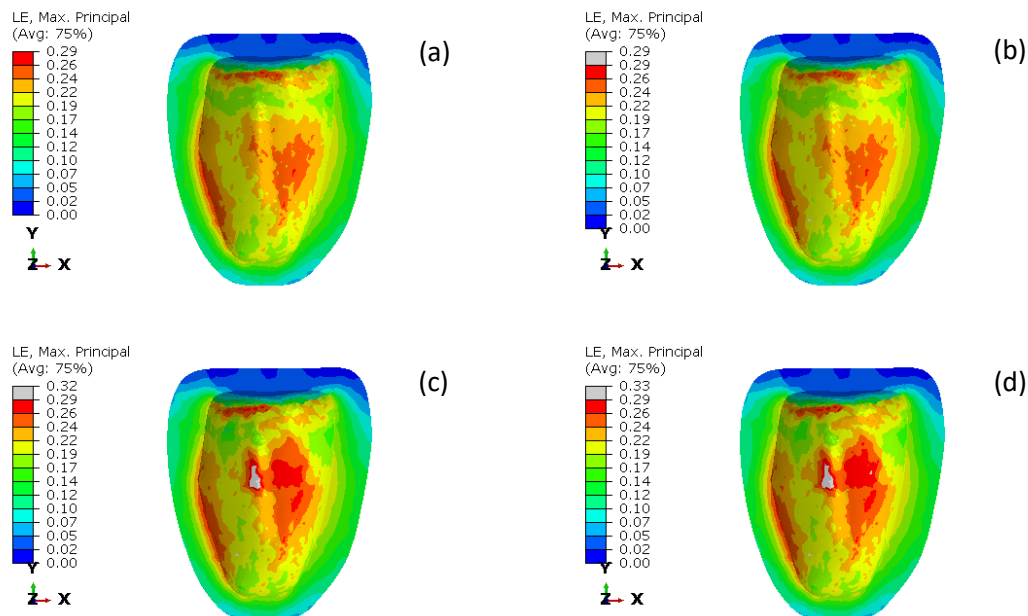 LE, Max. Principal
(Avg: 75%)
0.29
0.26
0.24
0.22
0.19
0.17
0.14
0.12
0.10
0.07
0.05
0.02
0.00
Y
Z X
(a)
LE, Max. Principal
(Avg: 75%)
0.29
0.29
0.26
0.24
0.22
0.19
0.17
0.14
0.12
0.10
0.07
0.05
0.02
0.00
Y
Z X
(b)
LE, Max. Principal
(Avg: 75%)
0.32
0.29
0.26
0.24
0.22
0.19
0.17
0.14
0.12
0.10
0.07
0.05
0.02
0.00
Y
Z X
(c)
LE, Max. Principal
(Avg: 75%)
0.33
0.29
0.26
0.24
0.22
0.19
0.17
0.14
0.12
0.10
0.07
0.05
0.02
0.00
Y
Z X
(d)